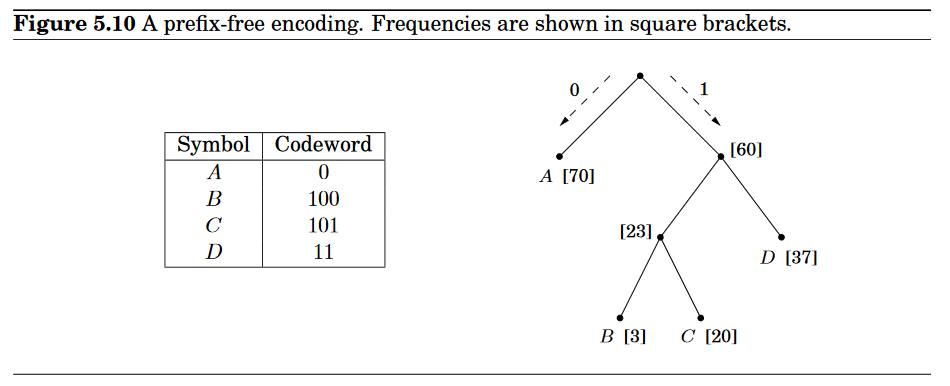 Figure 5.10 A prefix-free encoding. Frequencies are shown in square brackets.
Symbol Codeword
A 0
B 100
C 101
D 11
0 1
[60]
A [70]
[23]
D [37]
B [3] C [20]